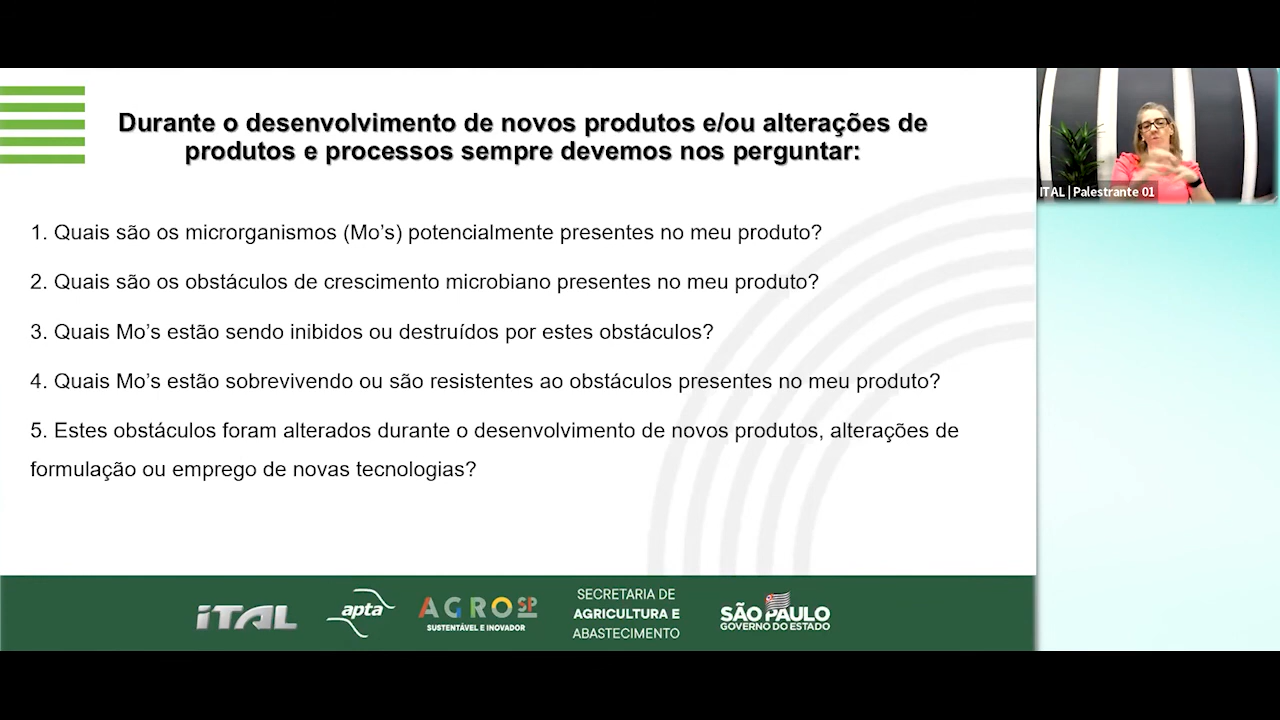 Durante o desenvolvimento de novos produtos e/ou alterações de
produtos e processos sempre devemos nos perguntar:
1. Quais são os microrganismos (Mo’s) potencialmente presentes no meu produto?
2. Quais são os obstáculos de crescimento microbiano presentes no meu produto?
3. Quais Mo’s estão sendo inibidos ou destruídos por estes obstáculos?
4. Quais Mo’s estão sobrevivendo ou são resistentes ao obstáculos presentes no meu produto?
5. Estes obstáculos foram alterados durante o desenvolvimento de novos produtos, alterações de
formulação ou emprego de novas tecnologias?
ITAL | Palestrante 01
iTAL
apta
AGRO SP
SUSTENTÁVEL E INOVADOR
SECRETARIA DE
AGRICULTURA E
ABASTECIMENTO
SÃO PAULO
GOVERNO DO ESTADO